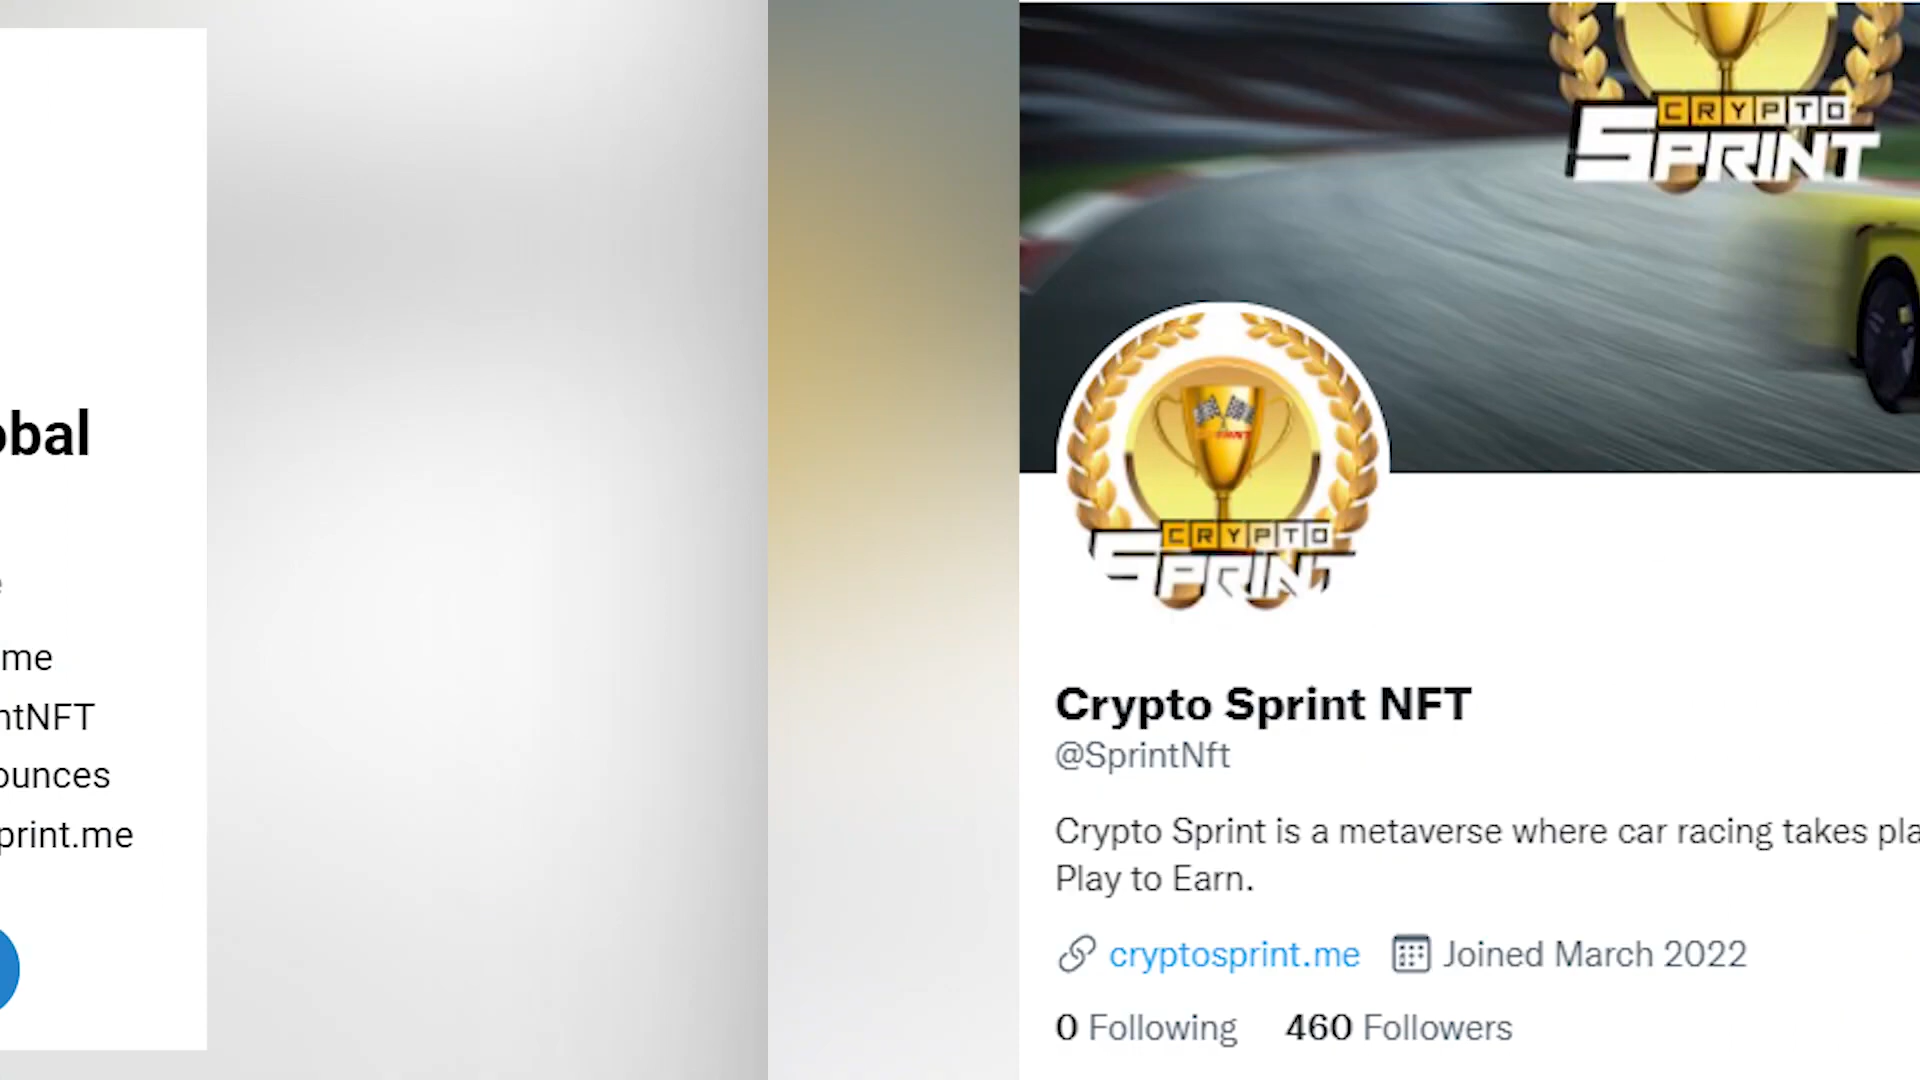 obal
me
ntNFT
ounces
print.me
CRYPTO
SPRINT
CRYPTO
SPRINT
Crypto Sprint NFT
@SprintNft
Crypto Sprint is a metaverse where car racing takes pla
Play to Earn.
cryptosprint.me Joined March 2022
0 Following 460 Followers